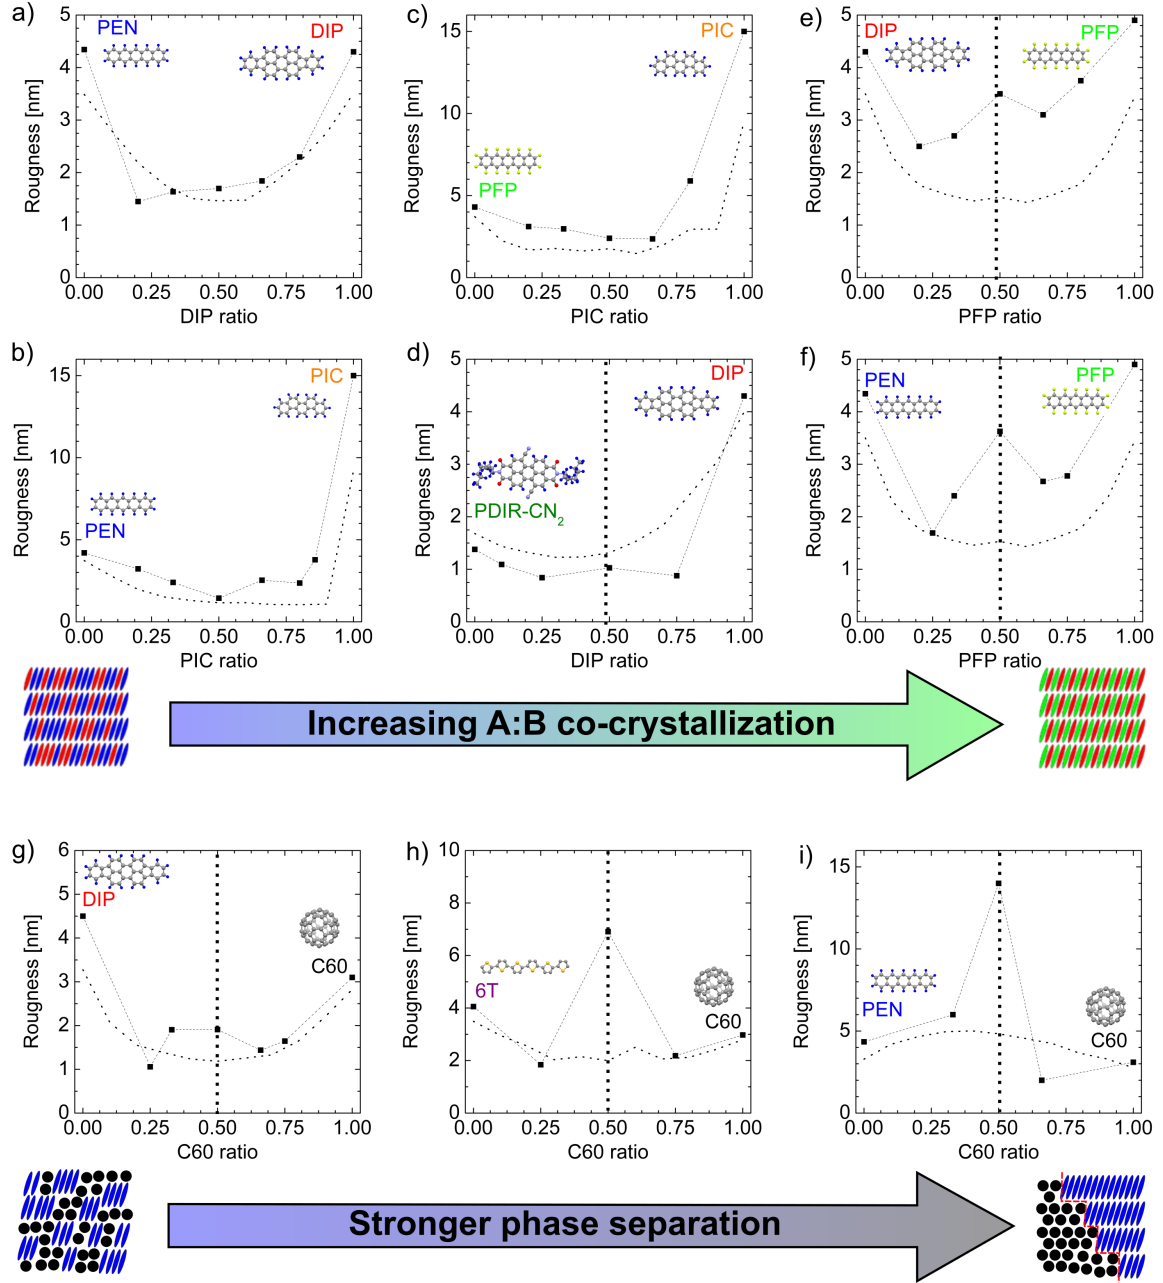 a)
5
4
3
2
1
0
Roughness [nm]
PEN
DIP
0.00 0.25 0.50 0.75 1.00
DIP ratio
c)
15
10
5
0
Roughness [nm]
PIC
PFP
0.00 0.25 0.50 0.75 1.00
PIC ratio
e)
5
4
3
2
1
0
Roughness [nm]
DIP
PFP
0.00 0.25 0.50 0.75 1.00
PFP ratio
b)
15
10
5
0
Roughness [nm]
PIC
PEN
0.00 0.25 0.50 0.75 1.00
PIC ratio
d)
5
4
3
2
1
0
Roughness [nm]
DIP
PDIR-CN2
0.00 0.25 0.50 0.75 1.00
DIP ratio
f)
5
4
3
2
1
0
Roughness [nm]
PEN
PFP
0.00 0.25 0.50 0.75 1.00
PFP ratio
Increasing A:B co-crystallization
g)
6
5
4
3
2
1
0
Roughness [nm]
DIP
C60
0.00 0.25 0.50 0.75 1.00
C60 ratio
h)
10
8
6
4
2
0
Roughness [nm]
6T
C60
0.00 0.25 0.50 0.75 1.00
C60 ratio
i)
15
10
5
0
Roughness [nm]
PEN
C60
0.00 0.25 0.50 0.75 1.00
C60 ratio
Stronger phase separation